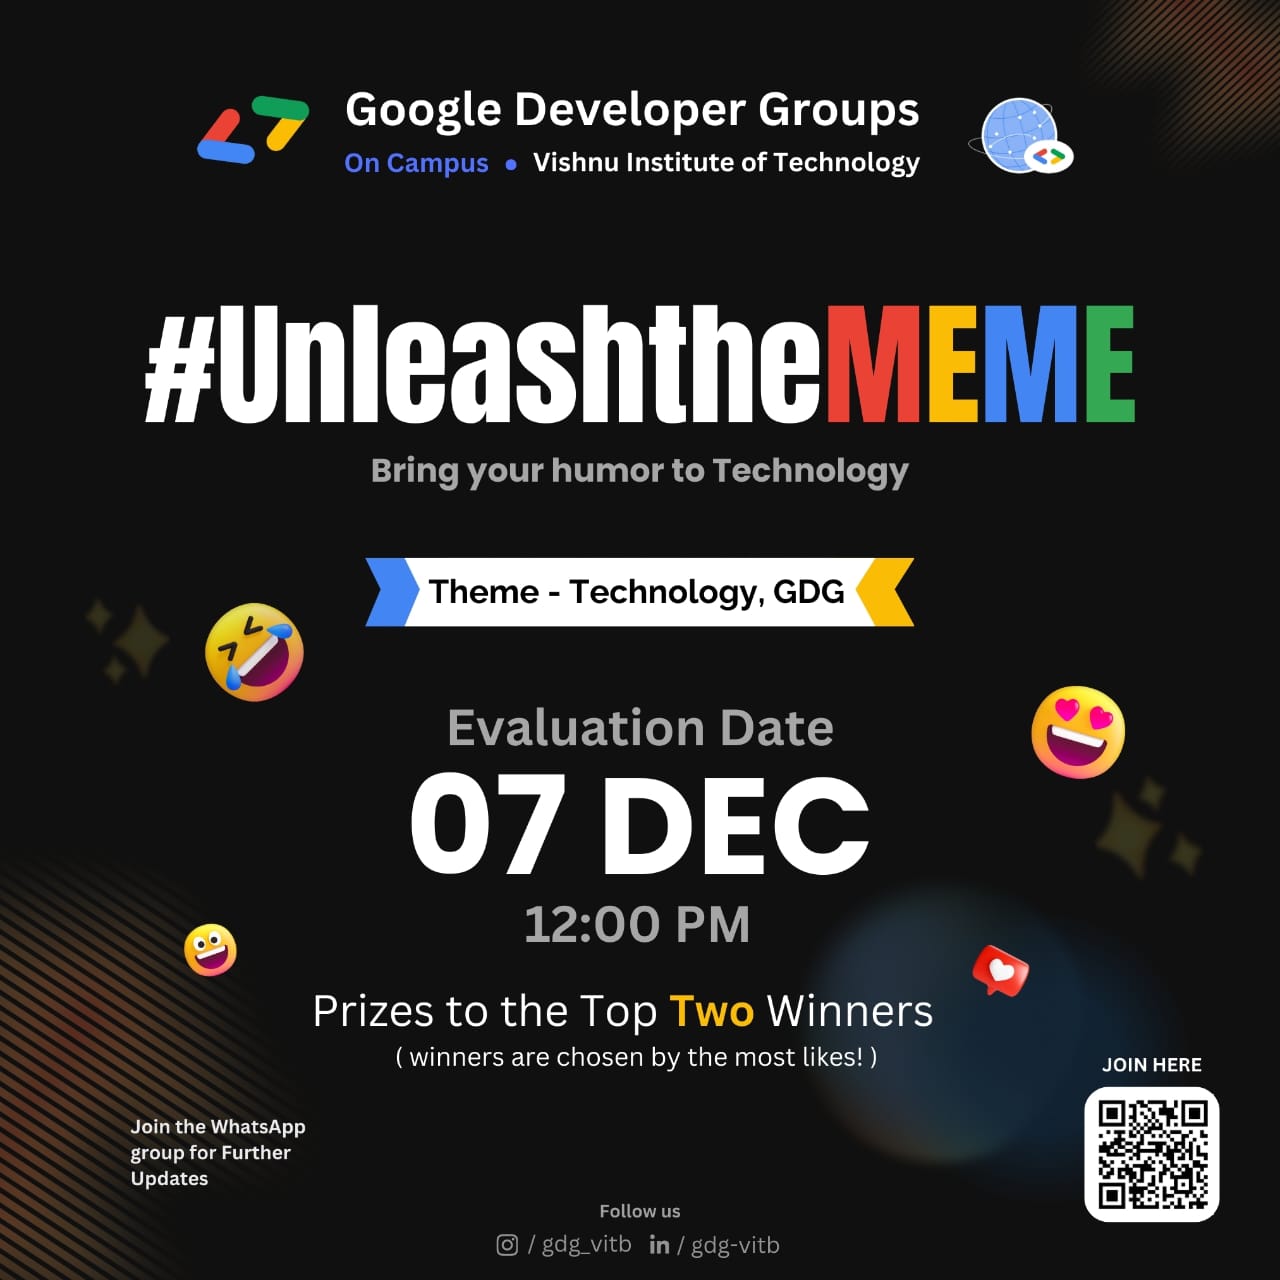 Google Developer Groups
On Campus • Vishnu Institute of Technology
#UnleashtheMEME
Bring your humor to Technology
Theme - Technology, GDG
Evaluation Date
07 DEC
12:00 PM
Prizes to the Top Two Winners
( winners are chosen by the most likes! )
JOIN HERE
Join the WhatsApp
group for Further
Updates
Follow us
/ gdg_vitb in / gdg-vitb